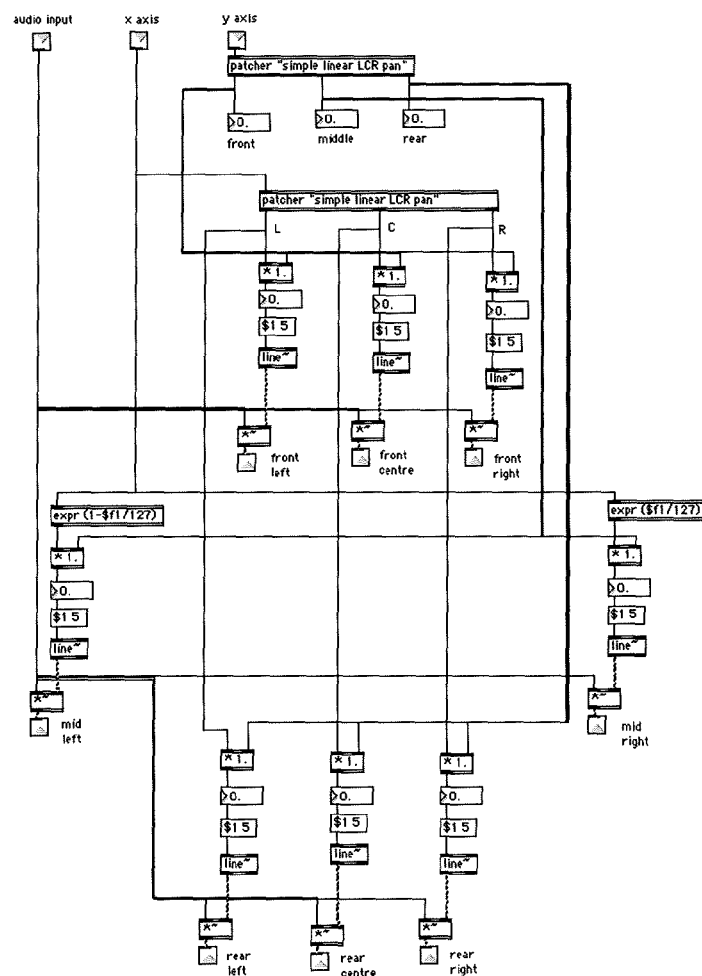 audio input x axis y axis
patcher "simple linear LCR pan"
0. 0. 0.
front middle rear
patcher "simple linear LCR pan"
L C R
* 1. * 1. * 1.
0. 0. 0.
$1 5 $1 5 $1 5
line~ line~ line~
*~ *~ *~
front left front centre front right
expr (1-$f1/127) expr ($f1/127)
* 1. * 1.
0. 0.
$1 5 $1 5
line~ line~
*~ *~
mid left mid right
* 1. * 1. * 1.
0. 0. 0.
$1 5 $1 5 $1 5
line~ line~ line~
*~ *~ *~
rear left rear centre rear right